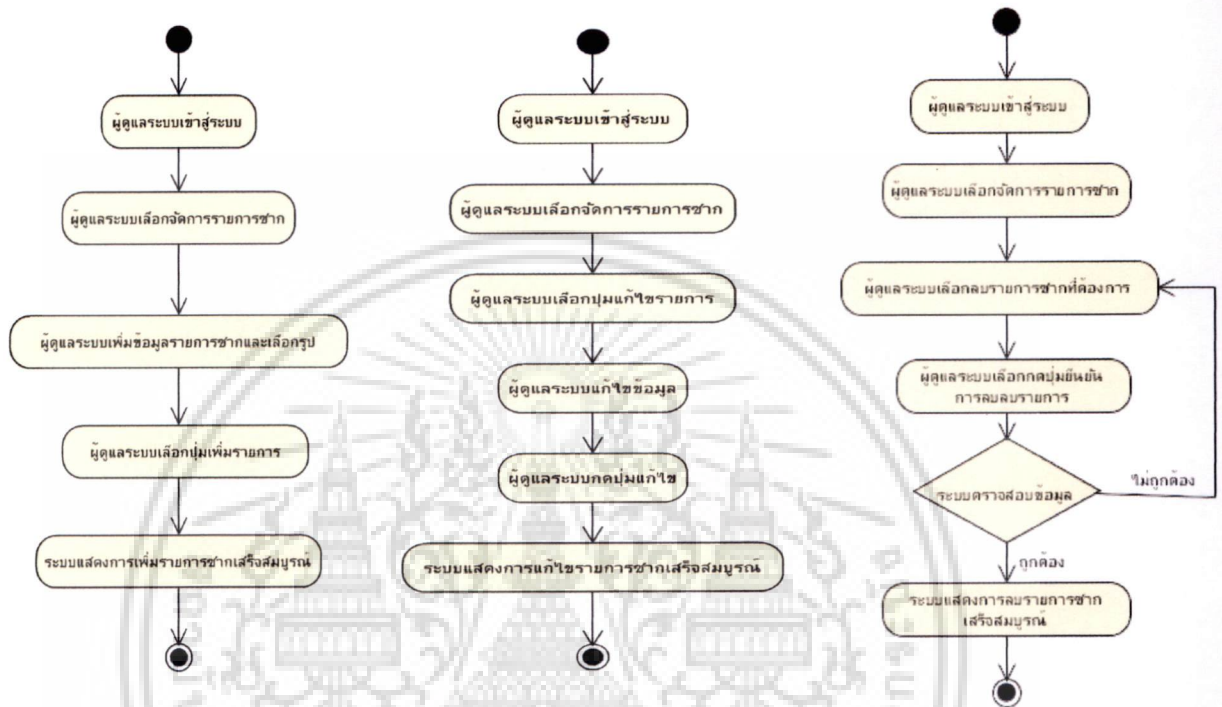 ผู้ดูแลระบบเข้าสู่ระบบ
ผู้ดูแลระบบเลือกจัดการรายการซาก
ผู้ดูแลระบบเพิ่มข้อมูลรายการซากและเลือกรูป
ผู้ดูแลระบบเลือกปุ่มเพิ่มรายการ
ระบบแสดงการเพิ่มรายการซากเสร็จสมบูรณ์
ผู้ดูแลระบบเข้าสู่ระบบ
ผู้ดูแลระบบเลือกจัดการรายการซาก
ผู้ดูแลระบบเลือกปุ่มแก้ไขรายการ
ผู้ดูแลระบบแก้ไขข้อมูล
ผู้ดูแลระบบกดปุ่มแก้ไข
ระบบแสดงการแก้ไขรายการซากเสร็จสมบูรณ์
ผู้ดูแลระบบเข้าสู่ระบบ
ผู้ดูแลระบบเลือกจัดการรายการซาก
ผู้ดูแลระบบเลือกลบรายการซากที่ต้องการ
ผู้ดูแลระบบเลือกกดปุ่มยืนยัน
การลบลบรายการ
ระบบตรวจสอบข้อมูล
ไม่ถูกต้อง
ถูกต้อง
ระบบแสดงการลบรายการซาก
เสร็จสมบูรณ์